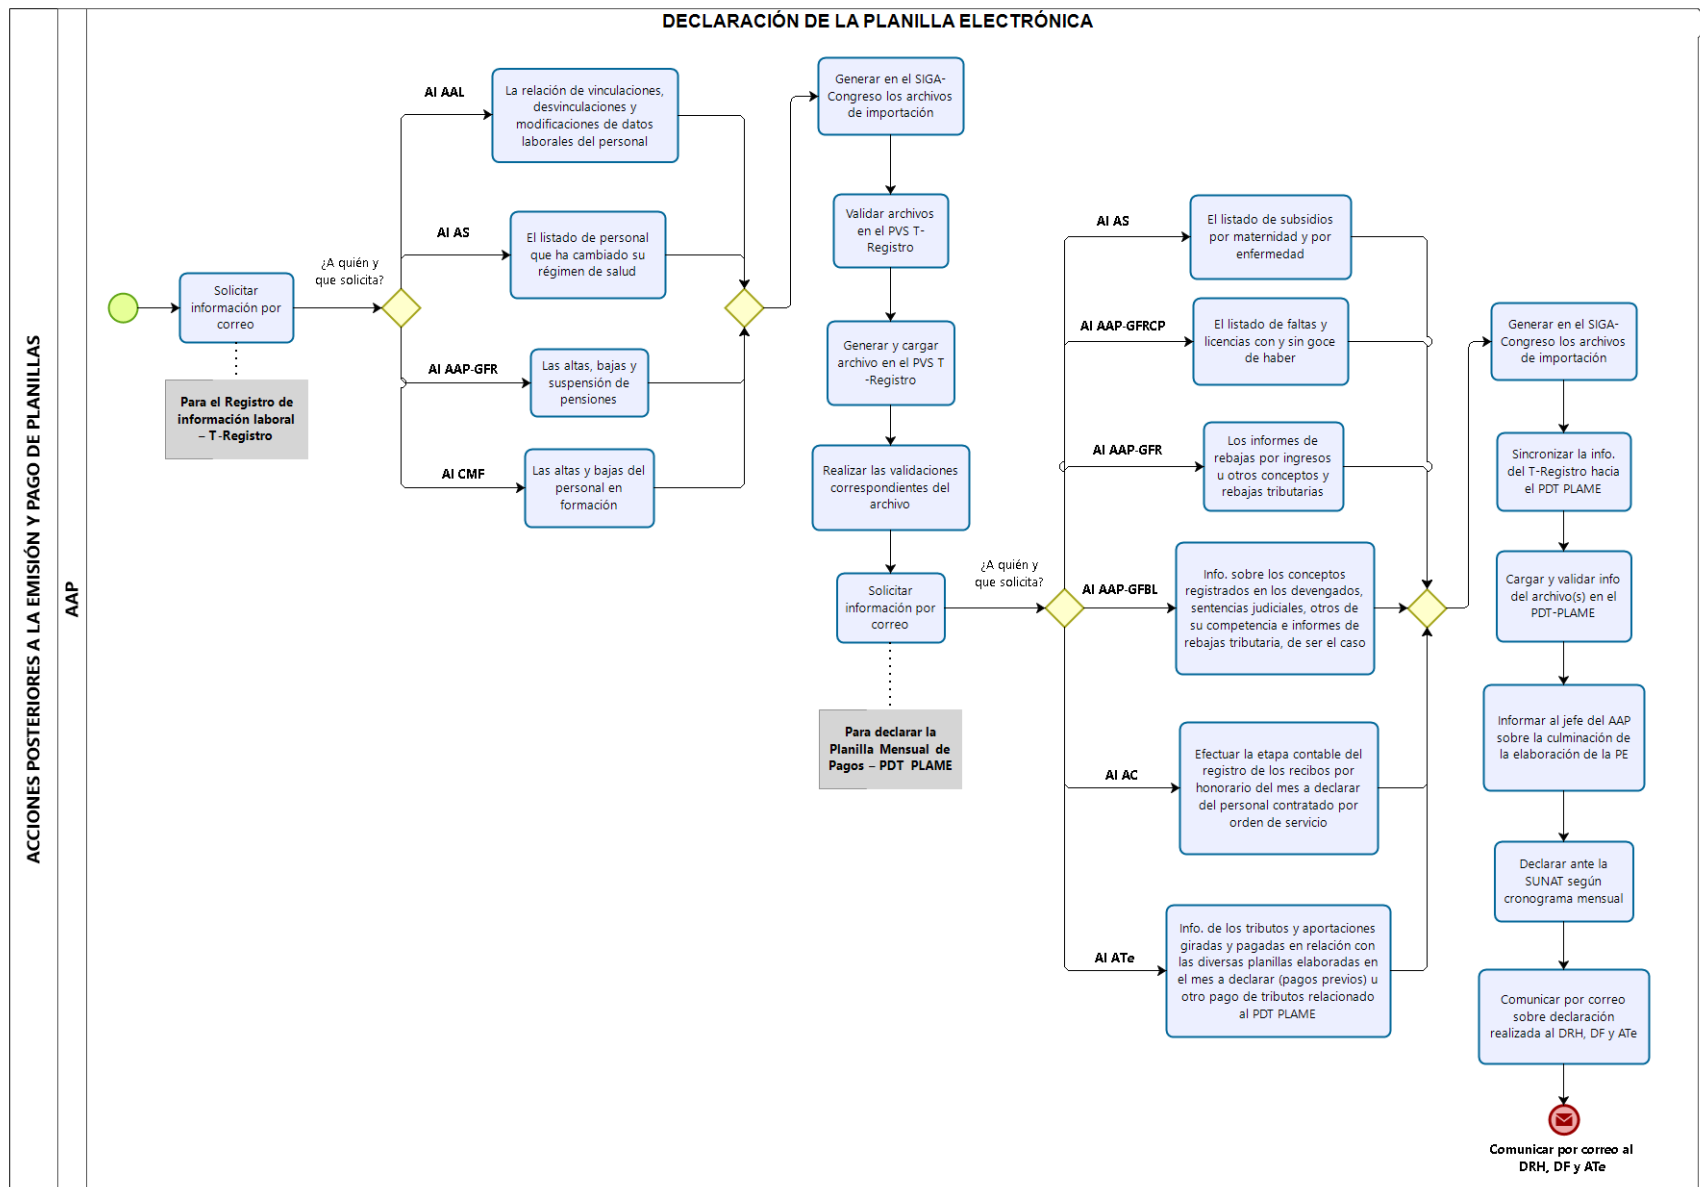 DECLARACIÓN DE LA PLANILLA ELECTRÓNICA
ACCIONES POSTERIORES A LA EMISIÓN Y PAGO DE PLANILLAS
AAP
Solicitar
información por
correo
Para el Registro de
información laboral
– T-Registro
¿A quién y
que solicita?
Al AAL
La relación de vinculaciones,
desvinculaciones y
modificaciones de datos
laborales del personal
Al AS
El listado de personal
que ha cambiado su
régimen de salud
Al AAP-GFR
Las altas, bajas y
suspensión de
pensiones
Al CMF
Las altas y bajas del
personal en
formación
Generar en el SIGA-
Congreso los archivos
de importación
Validar archivos
en el PVS T-
Registro
Generar y cargar
archivo en el PVS T
-Registro
Realizar las validaciones
correspondientes del
archivo
Solicitar
información por
correo
Para declarar la
Planilla Mensual de
Pagos – PDT PLAME
¿A quién y
que solicita?
Al AS
El listado de subsidios
por maternidad y por
enfermedad
Al AAP-GFRCP
El listado de faltas y
licencias con y sin goce
de haber
Al AAP-GFR
Los informes de
rebajas por ingresos
u otros conceptos y
rebajas tributarias
Al AAP-GFBL
Info. sobre los conceptos
registrados en los devengados,
sentencias judiciales, otros de
su competencia e informes de
rebajas tributaria, de ser el caso
Al AC
Efectuar la etapa contable del
registro de los recibos por
honorario del mes a declarar
del personal contratado por
orden de servicio
Al ATe
Info. de los tributos y aportaciones
giradas y pagadas en relación con
las diversas planillas elaboradas en
el mes a declarar (pagos previos) u
otro pago de tributos relacionado
al PDT PLAME
Generar en el SIGA-
Congreso los archivos
de importación
Sincronizar la info.
del T-Registro hacia
el PDT PLAME
Cargar y validar info
del archivo(s) en el
PDT-PLAME
Informar al jefe del AAP
sobre la culminación de
la elaboración de la PE
Declarar ante la
SUNAT según
cronograma mensual
Comunicar por correo
sobre declaración
realizada al DRH, DF y ATe
Comunicar por correo al
DRH, DF y ATe